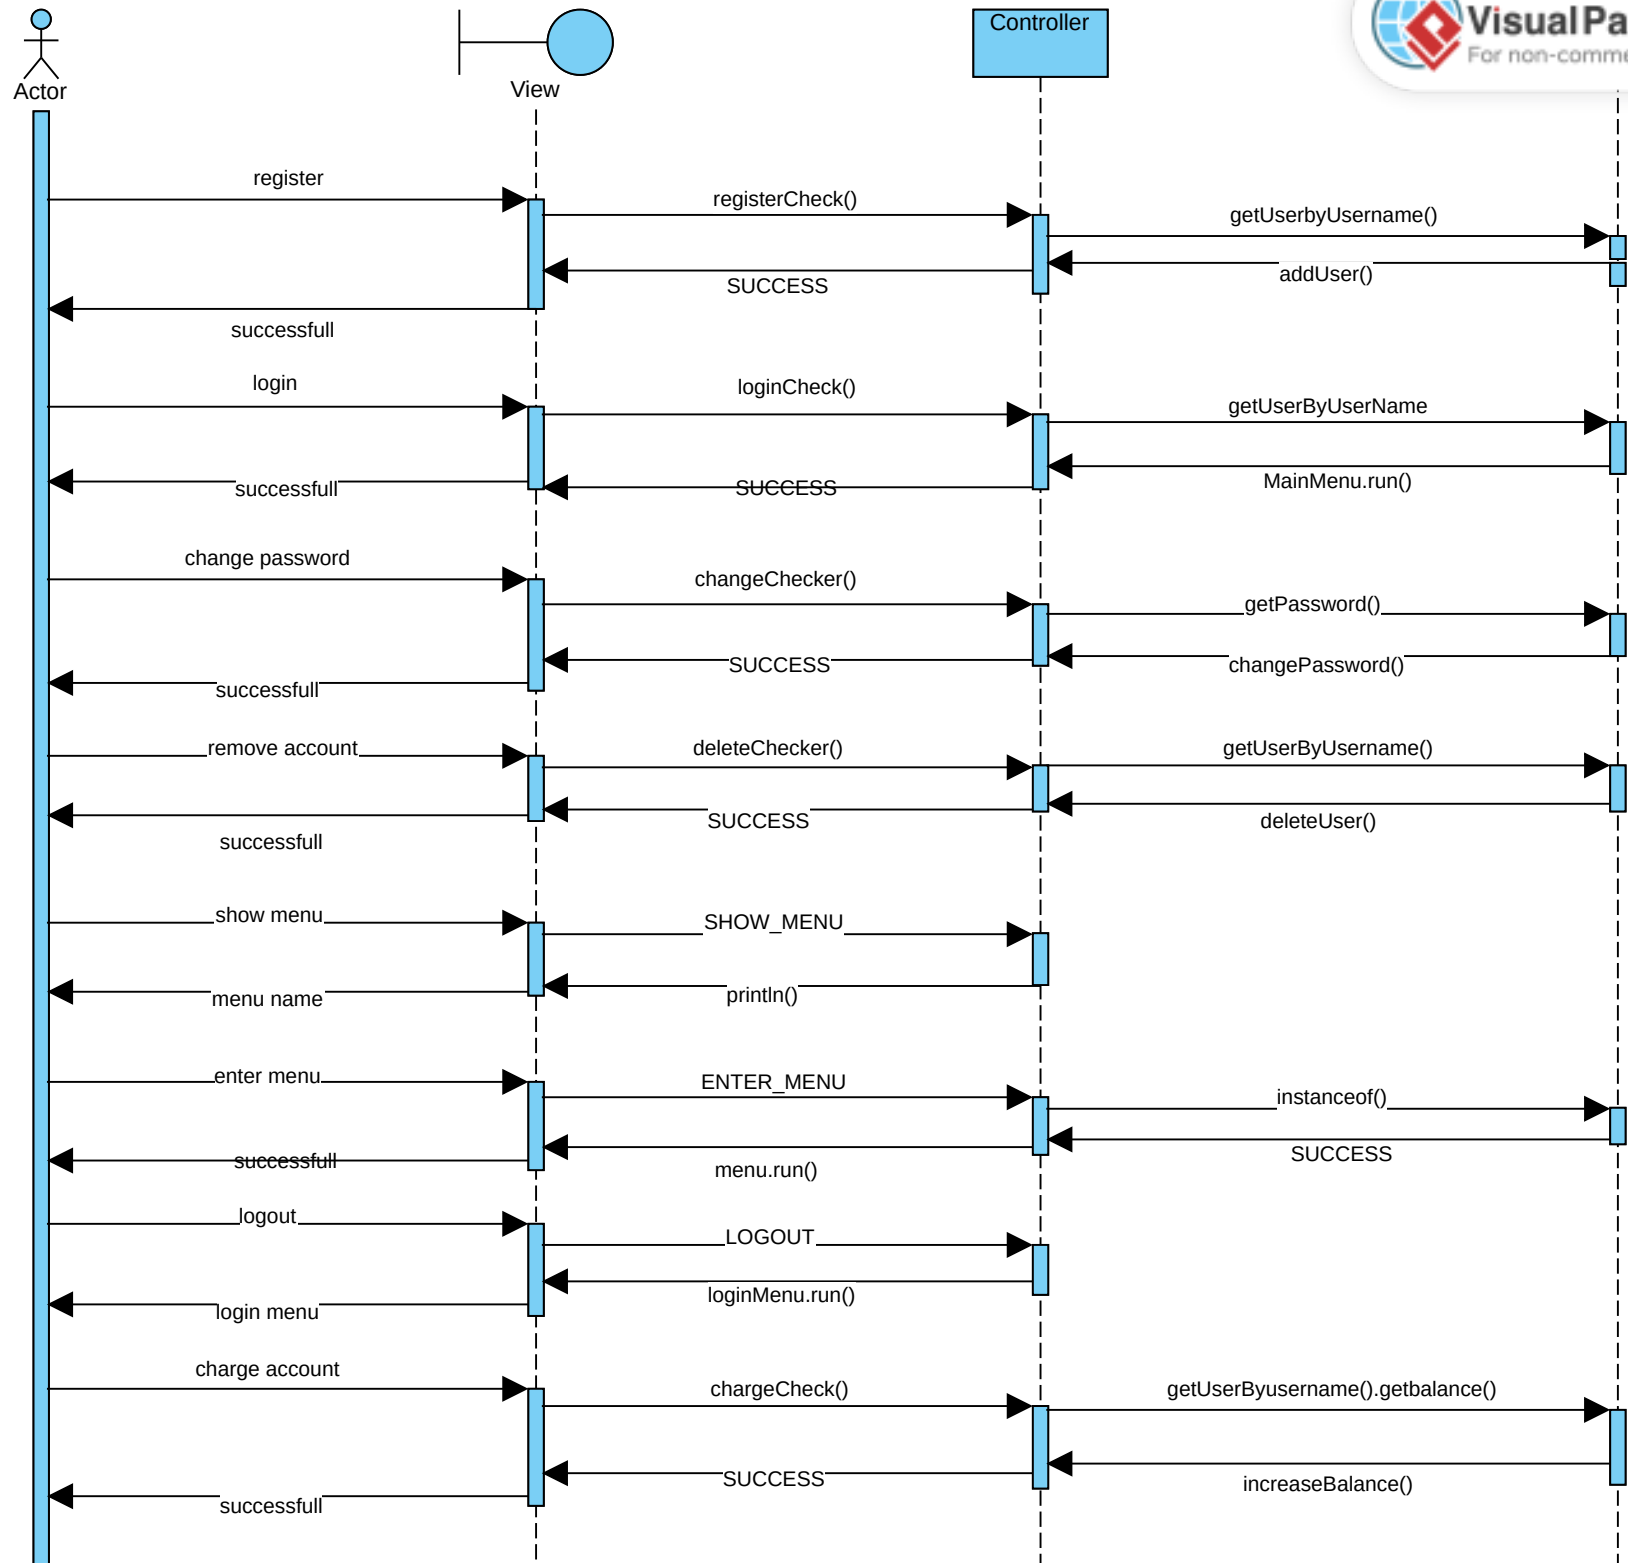 Controller
VisualPa
For non-comme
Actor
View
register
registerCheck()
getUserbyUsername()
addUser()
SUCCESS
successfull
login
loginCheck()
getUserByUserName
MainMenu.run()
SUCCESS
successfull
change password
changeChecker()
getPassword()
changePassword()
SUCCESS
successfull
remove account
deleteChecker()
getUserByUsername()
deleteUser()
SUCCESS
successfull
show menu
SHOW_MENU
println()
menu name
enter menu
ENTER_MENU
instanceof()
SUCCESS
menu.run()
successfull
logout
LOGOUT
loginMenu.run()
login menu
charge account
chargeCheck()
getUserByusername().getbalance()
increaseBalance()
SUCCESS
successfull